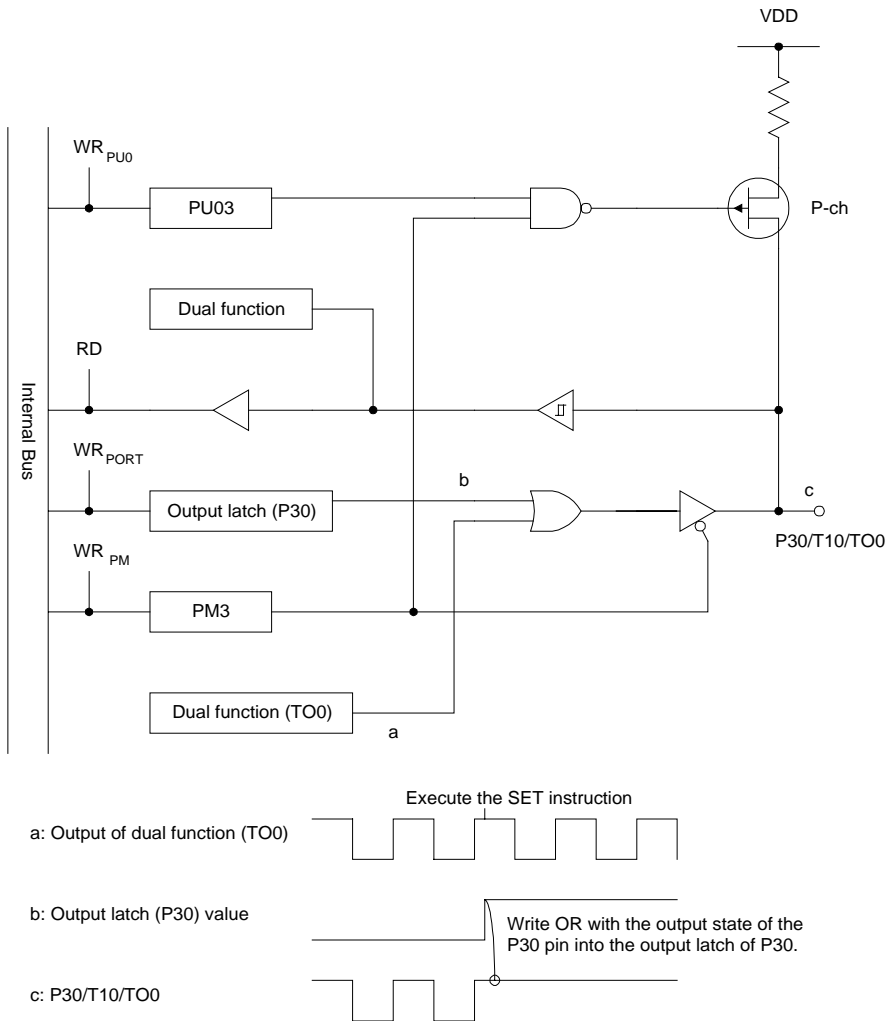 VDD
WR PU0
PU03
P-ch
Dual function
RD
Internal Bus
WR PORT
b
c
Output latch (P30)
P30/T10/TO0
WR PM
PM3
Dual function (TO0)
a
Execute the SET instruction
a: Output of dual function (TO0)
b: Output latch (P30) value
Write OR with the output state of the
P30 pin into the output latch of P30.
c: P30/T10/TO0